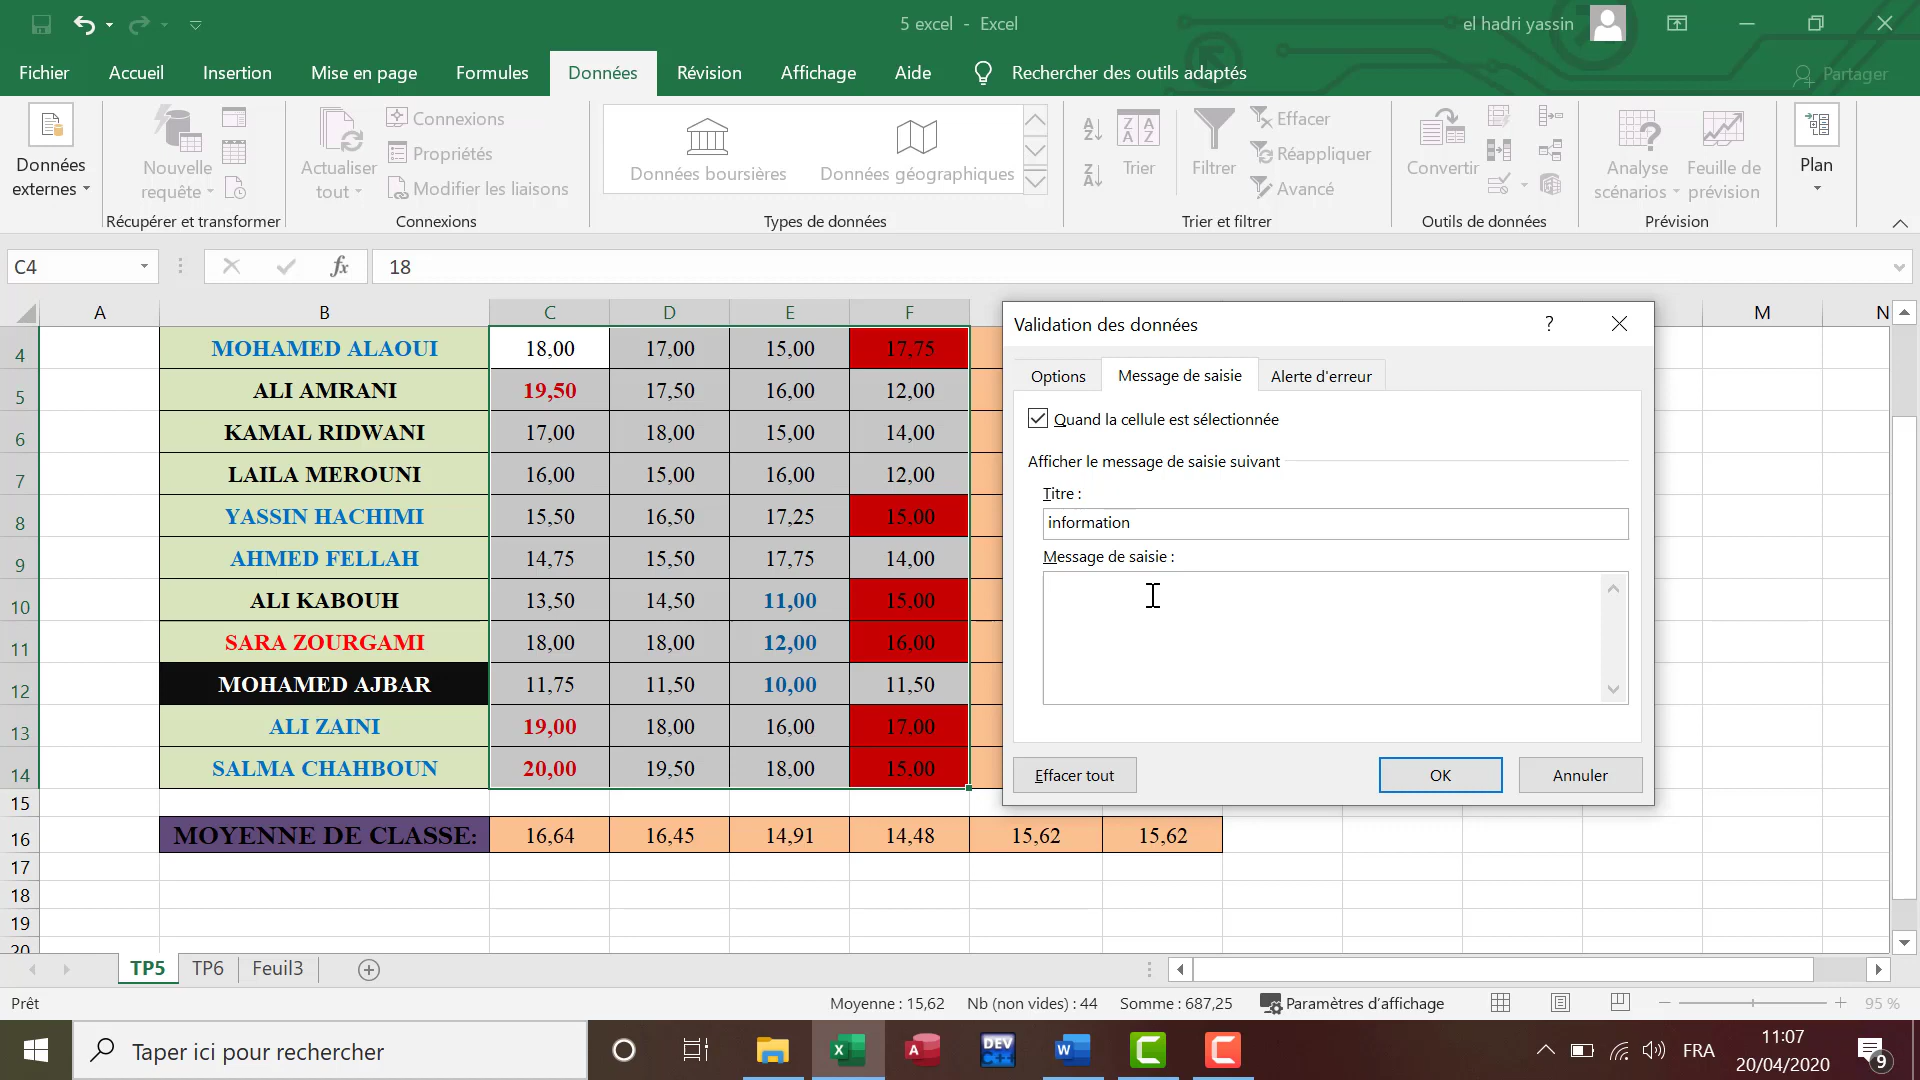 5 excel - Excel
el hadri yassin
Fichier Accueil Insertion Mise en page Formules Données Révision Affichage Aide Rechercher des outils adaptés Partager
Données externes
Nouvelle requête
Récupérer et transformer
Actualiser tout
Connexions
Propriétés
Modifier les liaisons
Connexions
Données boursières
Données géographiques
Types de données
Trier
Filtrer
Effacer
Réappliquer
Avancé
Trier et filtrer
Convertir
Outils de données
Analyse scénarios
Feuille de prévision
Prévision
Plan
C4 fx 18
A B C D E F M N
4 MOHAMED ALAOUI 18,00 17,00 15,00 17,75
5 ALI AMRANI 19,50 17,50 16,00 12,00
6 KAMAL RIDWANI 17,00 18,00 15,00 14,00
7 LAILA MEROUNI 16,00 15,00 16,00 12,00
8 YASSIN HACHIMI 15,50 16,50 17,25 15,00
9 AHMED FELLAH 14,75 15,50 17,75 14,00
10 ALI KABOUH 13,50 14,50 11,00 15,00
11 SARA ZOURGAMI 18,00 18,00 12,00 16,00
12 MOHAMED AJBAR 11,75 11,50 10,00 11,50
13 ALI ZAINI 19,00 18,00 16,00 17,00
14 SALMA CHAHBOUN 20,00 19,50 18,00 15,00
15
16 MOYENNE DE CLASSE: 16,64 16,45 14,91 14,48 15,62 15,62
17
18
19
20
Validation des données ?
Options Message de saisie Alerte d'erreur
Quand la cellule est sélectionnée
Afficher le message de saisie suivant
Titre :
information
Message de saisie :
Effacer tout OK Annuler
TP5 TP6 Feuil3
Prêt Moyenne : 15,62 Nb (non vides) : 44 Somme : 687,25 Paramètres d'affichage 95 %
Taper ici pour rechercher
DEV C++
FRA
11:07
20/04/2020
9